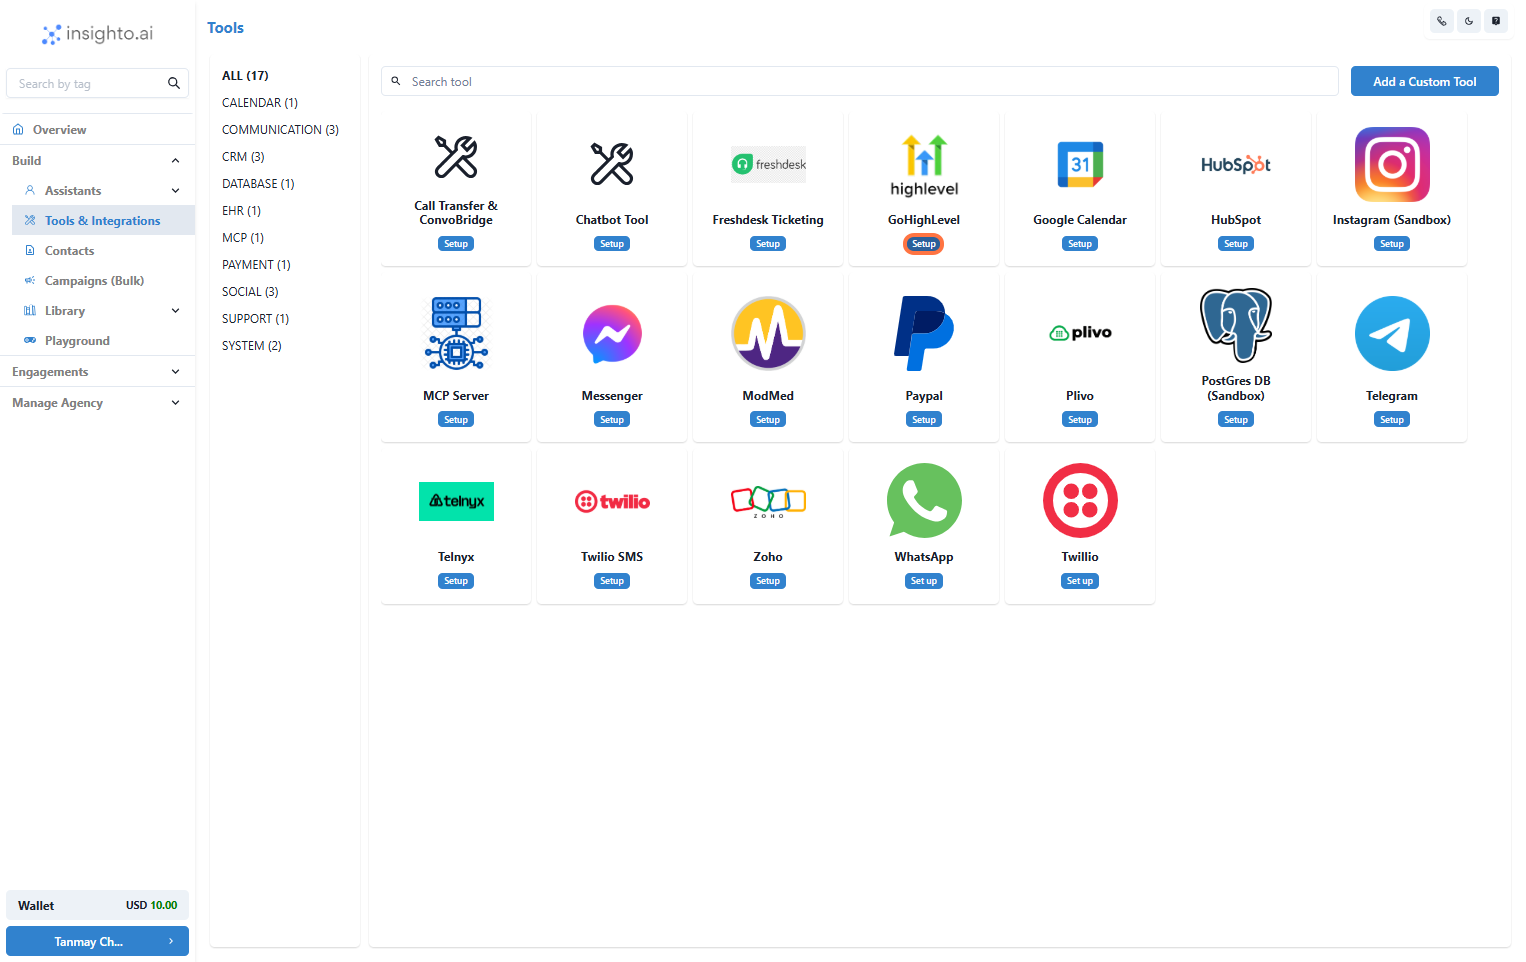 insighto.ai
Search by tag
Overview
Build
Assistants
Tools & Integrations
Contacts
Campaigns (Bulk)
Library
Playground
Engagements
Manage Agency
Wallet USD 10.00
Tanmay Ch...
Tools
ALL (17)
CALENDAR (1)
COMMUNICATION (3)
CRM (3)
DATABASE (1)
EHR (1)
MCP (1)
PAYMENT (1)
SOCIAL (3)
SUPPORT (1)
SYSTEM (2)
Search tool
Add a Custom Tool
Call Transfer &
ConvoBridge
Setup
Chatbot Tool
Setup
freshdesk
Freshdesk Ticketing
Setup
highlevel
GoHighLevel
Setup
31
Google Calendar
Setup
HubSpot
HubSpot
Setup
Instagram (Sandbox)
Setup
MCP Server
Setup
Messenger
Setup
ModMed
Setup
Paypal
Setup
plivo
Plivo
Setup
PostGres DB
(Sandbox)
Setup
Telegram
Setup
telnyx
Telnyx
Setup
twilio
Twilio SMS
Setup
ZOHO
Zoho
Setup
WhatsApp
Set up
Twillio
Set up